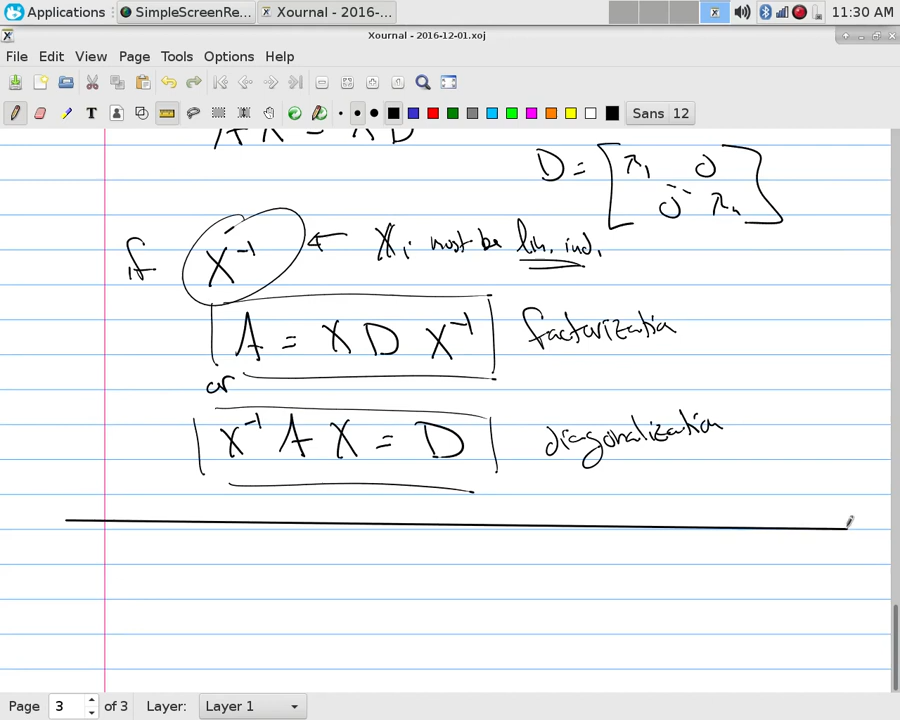 Applications SimpleScreenRe... Xournal - 2016-... 11:30 AM
Xournal - 2016-12-01.xoj
File Edit View Page Tools Options Help
Sans 12
A X = X D
D = [λ₁ 0
0 λₙ]
if X⁻¹ ← Xᵢ must be lin. ind.
A = X D X⁻¹ factorization
or
X⁻¹ A X = D diagonalization
Page 3 of 3 Layer: Layer 1